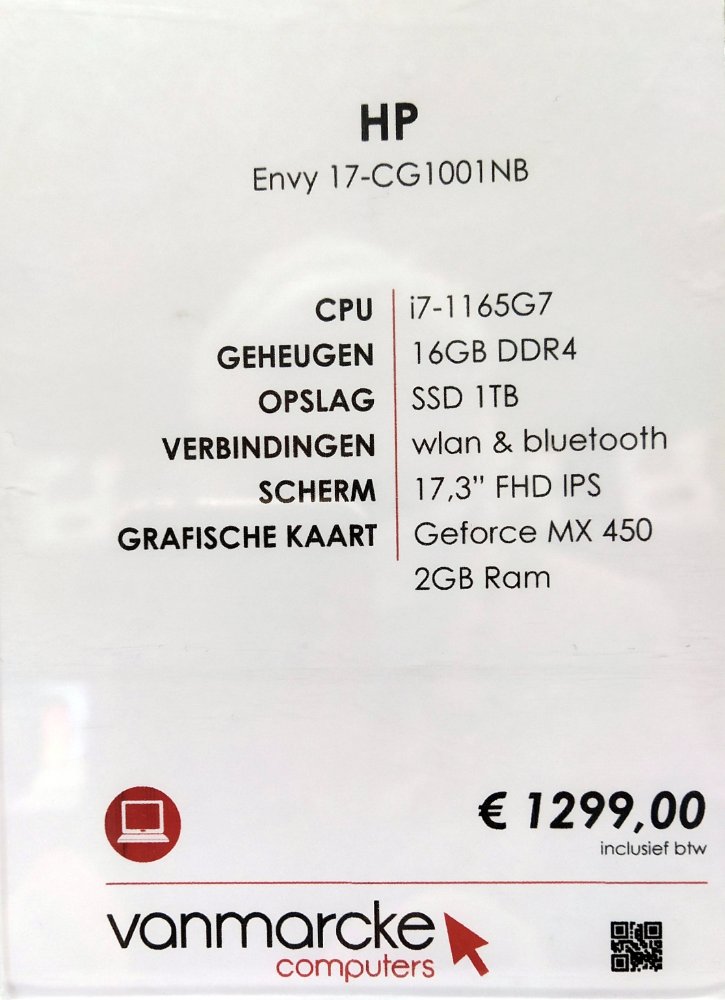 HP
Envy 17-CG1001NB
CPU i7-1165G7
GEHEUGEN 16GB DDR4
OPSLAG SSD 1TB
VERBINDINGEN wlan & bluetooth
SCHERM 17,3" FHD IPS
GRAFISCHE KAART Geforce MX 450
2GB Ram
€ 1299,00
inclusief btw
vanmarcke
computers